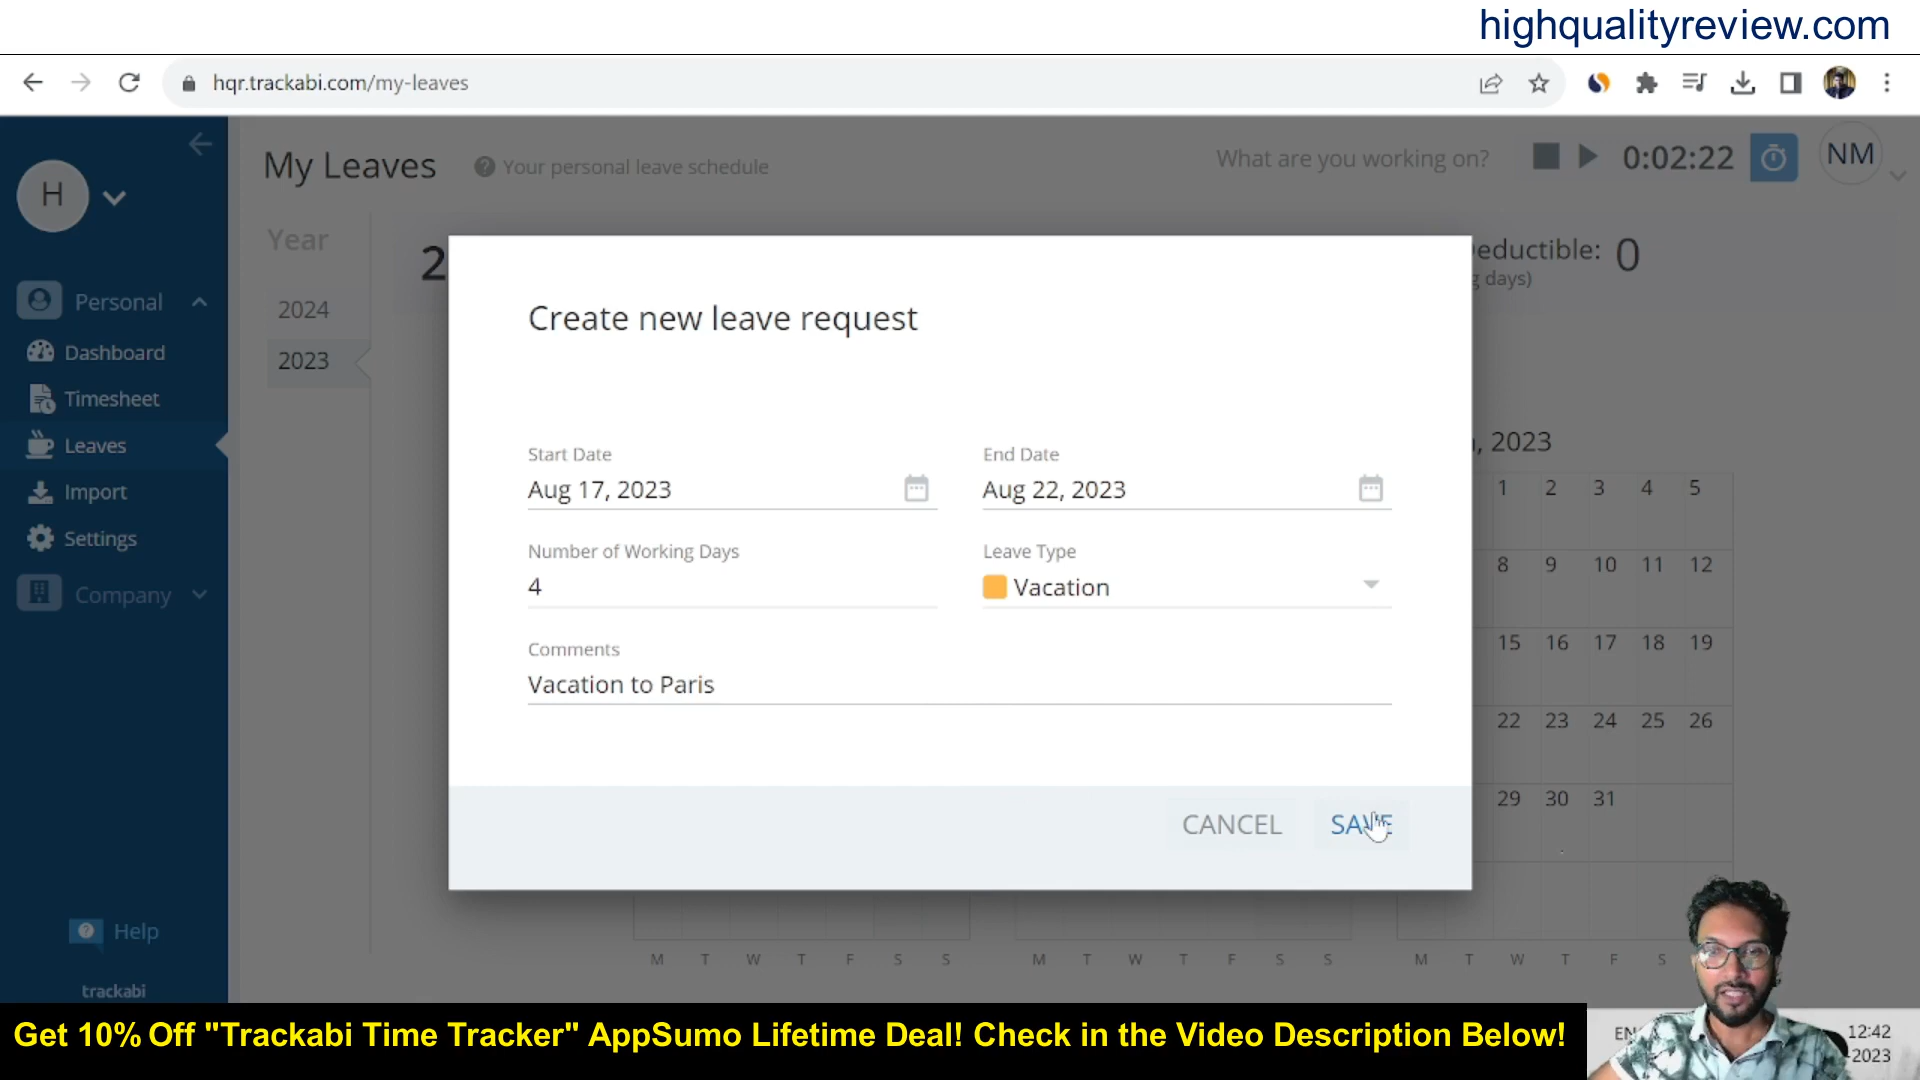 highqualityreview.com
hqr.trackabi.com/my-leaves
H
My Leaves
? Your personal leave schedule
What are you working on?
0:02:22
NM
Year
2024
2023
2
Personal
Dashboard
Timesheet
Leaves
Import
Settings
Company
? Help
trackabi
eductible: 0
g days)
Create new leave request
Start Date
Aug 17, 2023
End Date
Aug 22, 2023
Number of Working Days
4
Leave Type
Vacation
Comments
Vacation to Paris
CANCEL
SAVE
, 2023
1 2 3 4 5
8 9 10 11 12
15 16 17 18 19
22 23 24 25 26
29 30 31
M T W T F S S
M T W T F S S
M T W T F S
Get 10% Off "Trackabi Time Tracker" AppSumo Lifetime Deal! Check in the Video Description Below!
EN
12:42
-2023